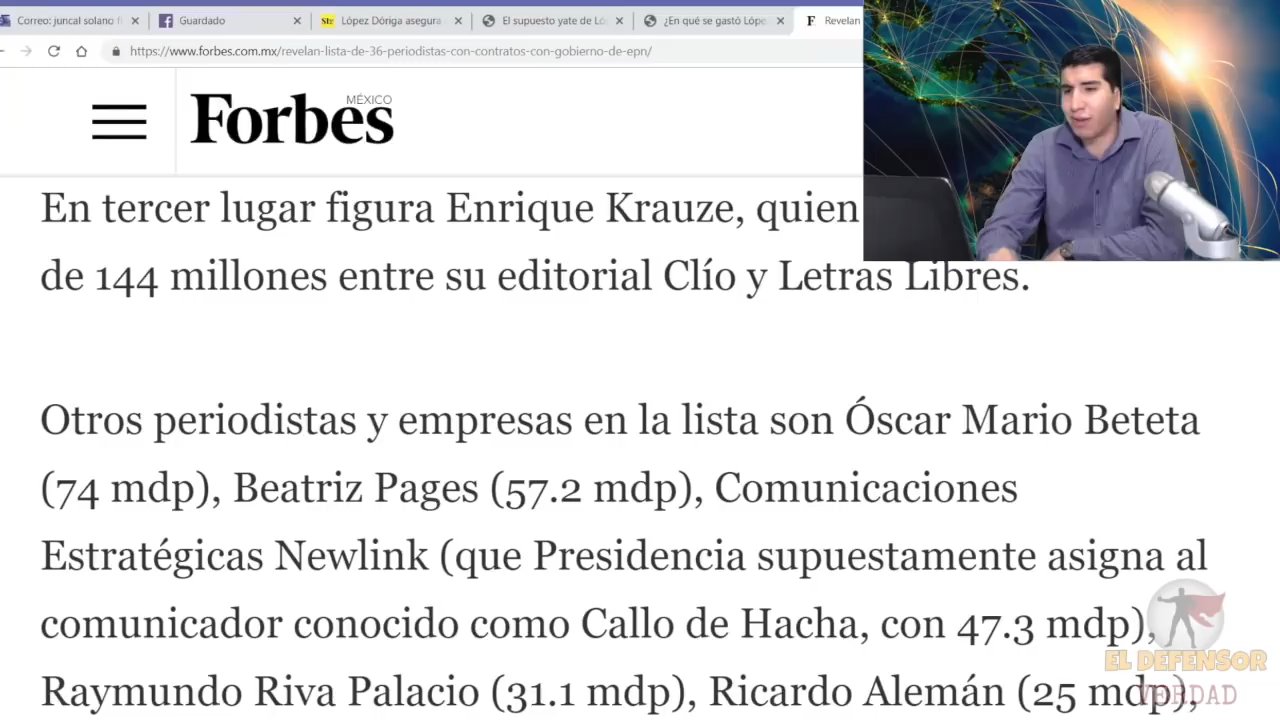 Correo: juncal solano f
Guardado
López Dóriga asegura
El supuesto yate de Ló
¿En qué se gastó Lópe
Revelan
https://www.forbes.com.mx/revelan-lista-de-36-periodistas-con-contratos-con-gobierno-de-epn/
Forbes
MÉXICO
En tercer lugar figura Enrique Krauze, quien
de 144 millones entre su editorial Clío y Letras Libres.
Otros periodistas y empresas en la lista son Óscar Mario Beteta
(74 mdp), Beatriz Pages (57.2 mdp), Comunicaciones
Estratégicas Newlink (que Presidencia supuestamente asigna al
comunicador conocido como Callo de Hacha, con 47.3 mdp),
Raymundo Riva Palacio (31.1 mdp), Ricardo Alemán (25 mdp),
EL DEFENSOR
VERDAD